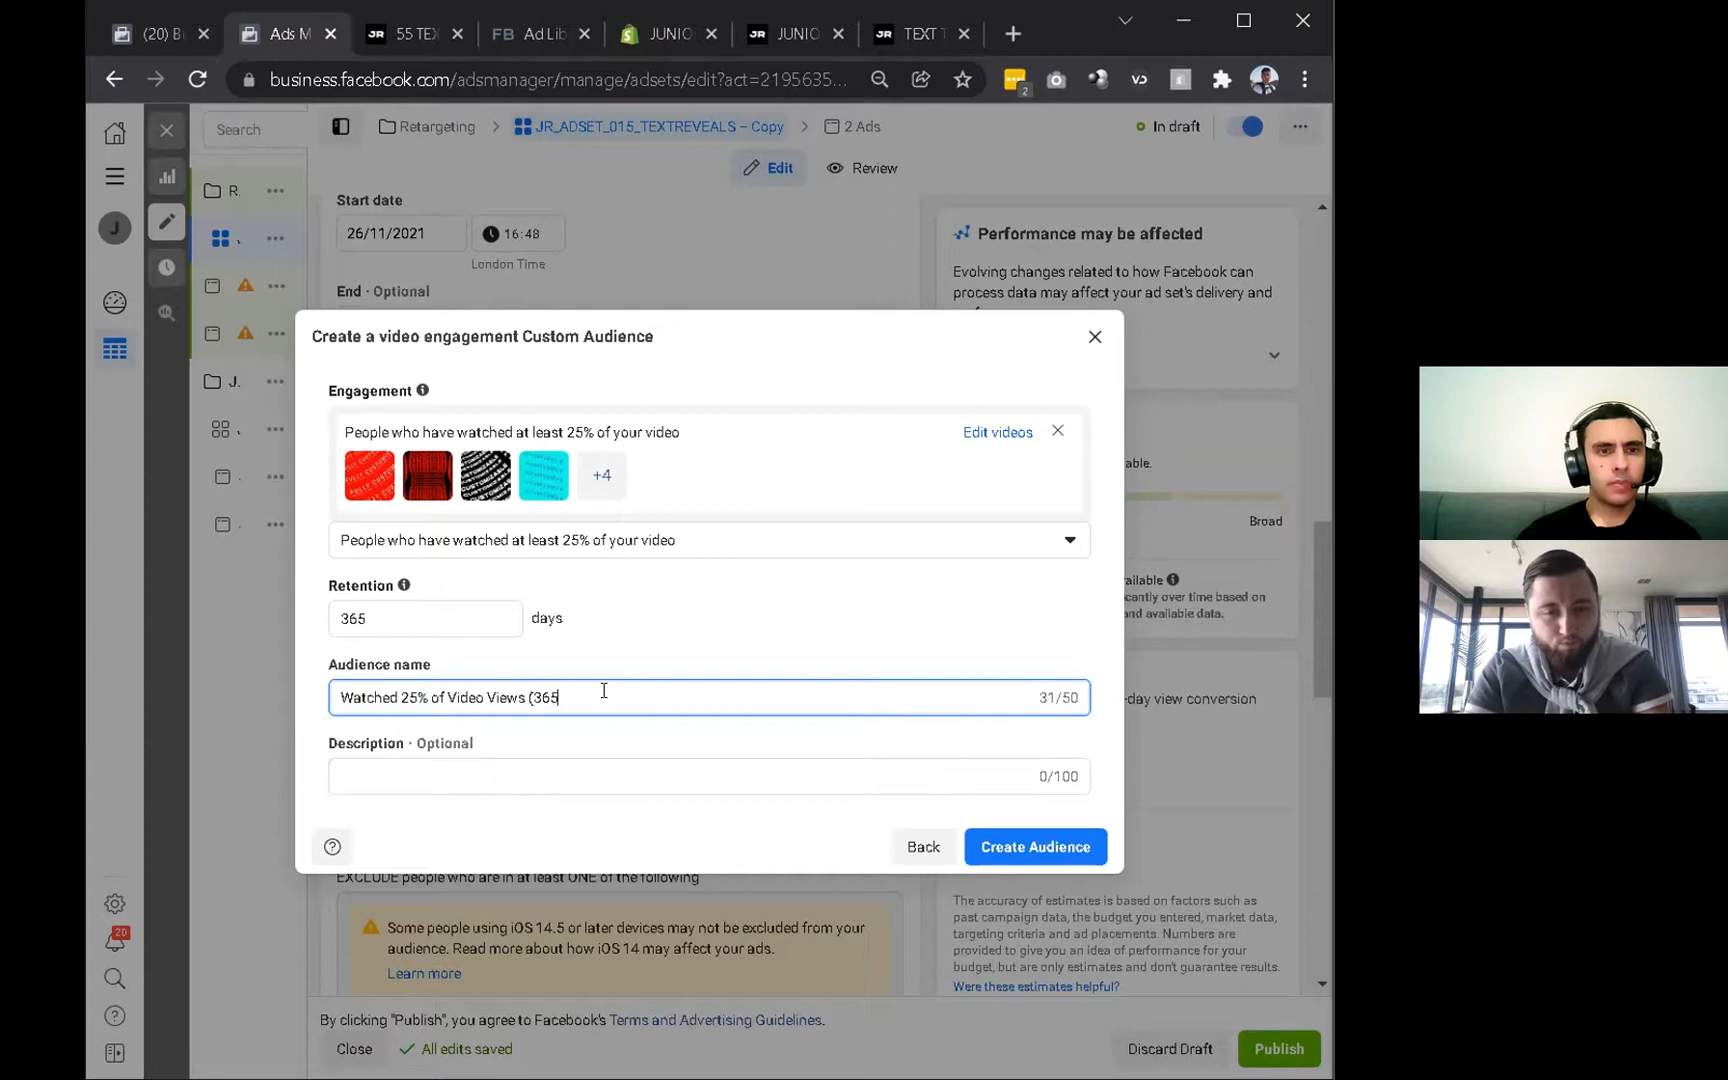 (20) B
Ads M
JR 55 TEX
FB Ad Lib
JUNIO
JR JUNIO
JR TEXT T
business.facebook.com/adsmanager/manage/adsets/edit?act=2195635...
2
Search
Retargeting
JR_ADSET_015_TEXTREVEALS – Copy
2 Ads
In draft
Edit
Review
R.
J
J.
Start date
26/11/2021
16:48
London Time
End · Optional
Performance may be affected
Evolving changes related to how Facebook can
process data may affect your ad set's delivery and
Create a video engagement Custom Audience
Engagement
People who have watched at least 25% of your video
Edit videos
+4
People who have watched at least 25% of your video
Retention
365
days
Audience name
Watched 25% of Video Views (365
31/50
Description · Optional
0/100
Back
Create Audience
able.
Broad
ailable
cantly over time based on
and available data.
-day view conversion
EXCLUDE people who are in at least ONE of the following
Some people using iOS 14.5 or later devices may not be excluded from your
audience. Read more about how iOS 14 may affect your ads.
Learn more
The accuracy of estimates is based on factors such as
past campaign data, the budget you entered, market data,
targeting criteria and ad placements. Numbers are
provided to give you an idea of performance for your
budget, but are only estimates and don't guarantee results.
Were these estimates helpful?
20
By clicking "Publish", you agree to Facebook's Terms and Advertising Guidelines.
Close
All edits saved
Discard Draft
Publish